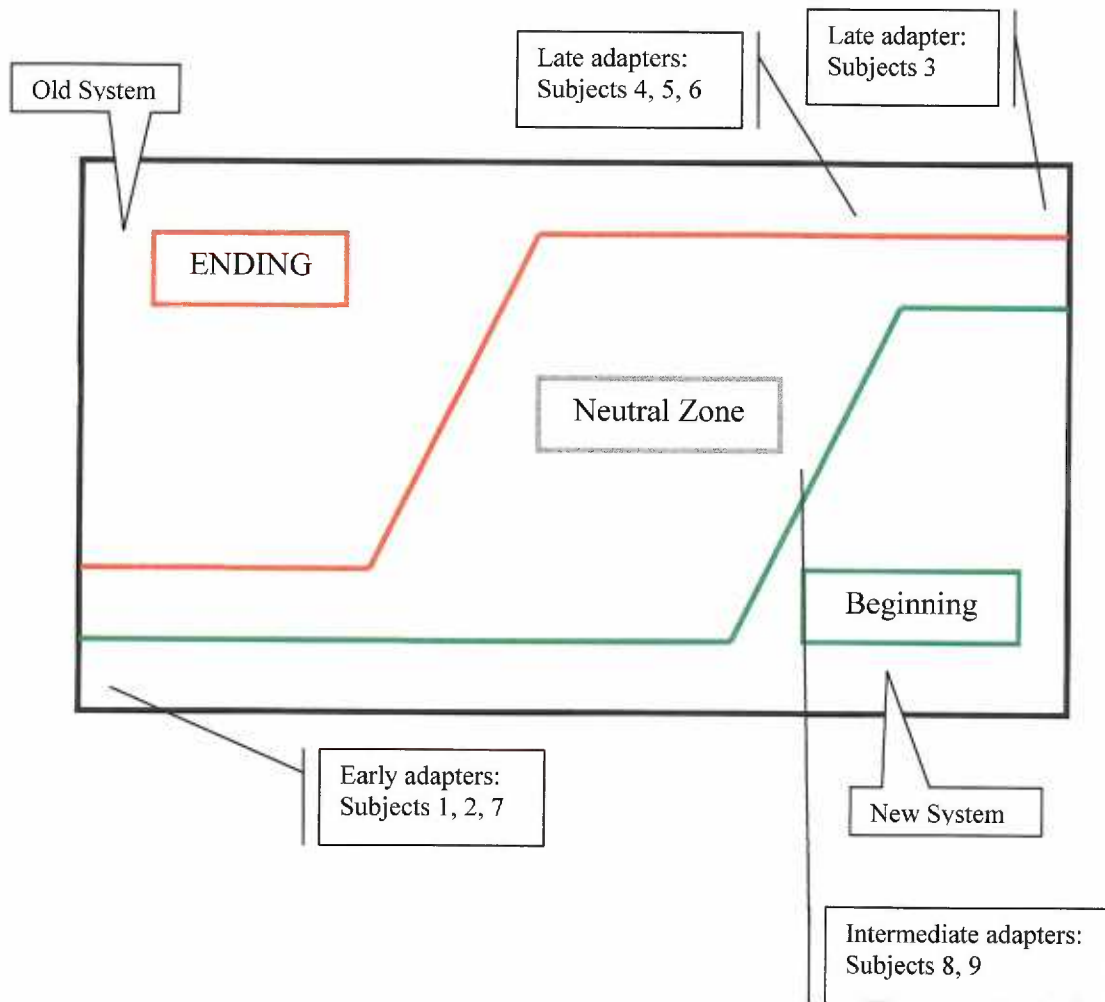 Late adapter:
Subjects 3
Late adapters:
Subjects 4, 5, 6
Old System
ENDING
Neutral Zone
Beginning
Early adapters:
Subjects 1, 2, 7
New System
Intermediate adapters:
Subjects 8, 9